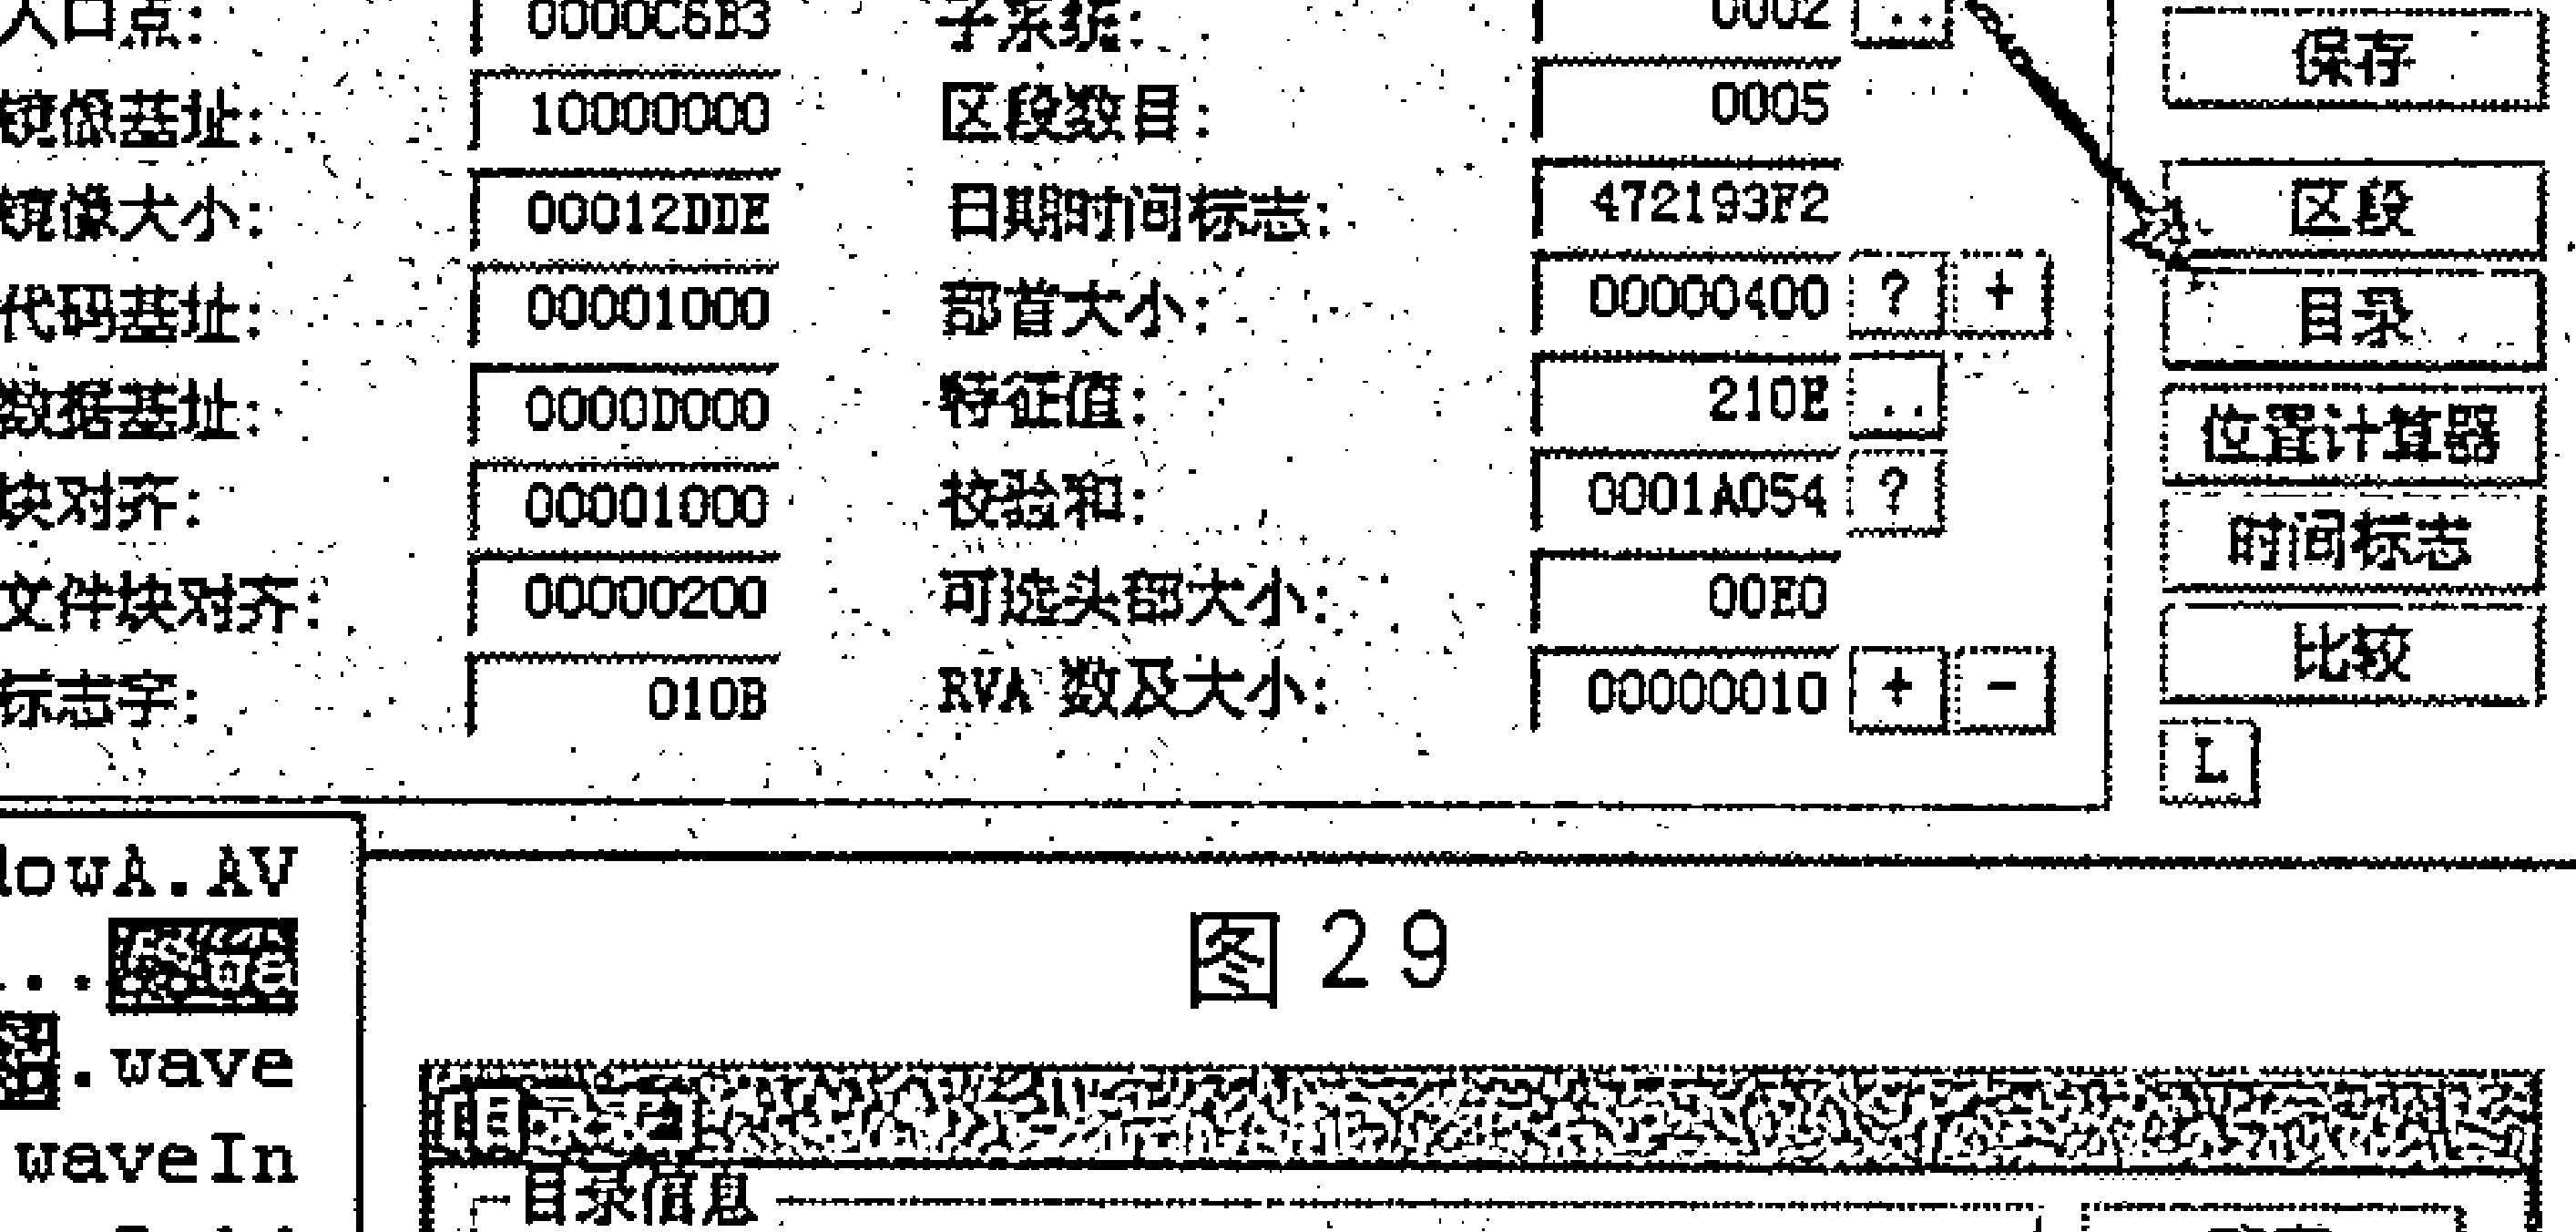 入口点: 0000C6B3 子系统: 0002 ..
保存
镜像基址: 10000000 区段数目: 0005
镜像大小: 00012DDE 日期时间标志: 472193F2
区段
代码基址: 00001000 部首大小: 00000400 ? +
目录
数据基址: 0000D000 特征值: 210E ..
位置计算器
块对齐: 00001000 校验和: 0001A054 ?
时间标志
文件块对齐: 00000200 可选头部大小: 00E0
比较
标志字: 010B RVA 数及大小: 00000010 + -
L
lowA.AV
...
.wave
waveIn
图 29
[目录表]
目录信息